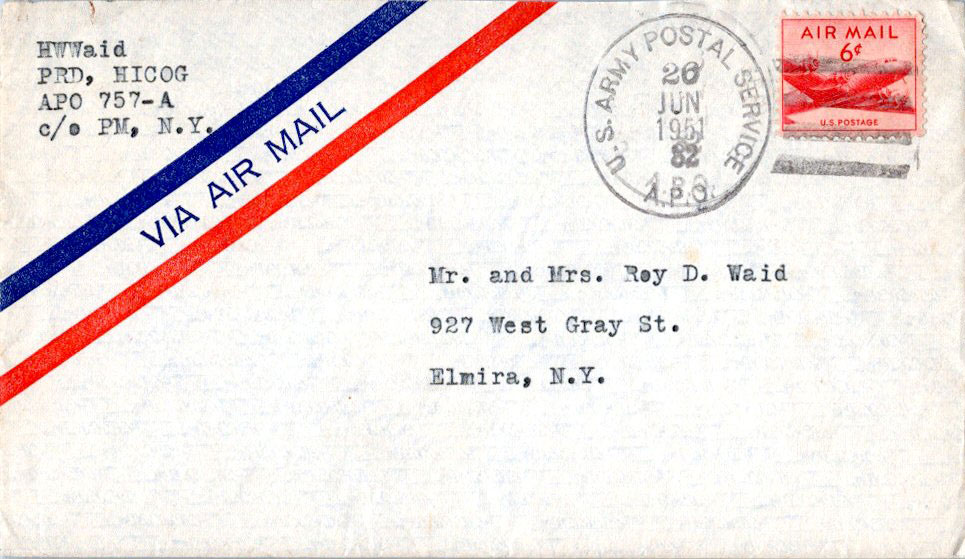 HWWaid
PRD, HICOG
APO 757-A
c/o PM, N.Y.
VIA AIR MAIL
U.S. ARMY POSTAL SERVICE
26
JUN
1951
82
A.P.O.
AIR MAIL
6¢
U.S. POSTAGE
Mr. and Mrs. Roy D. Waid
927 West Gray St.
Elmira, N.Y.